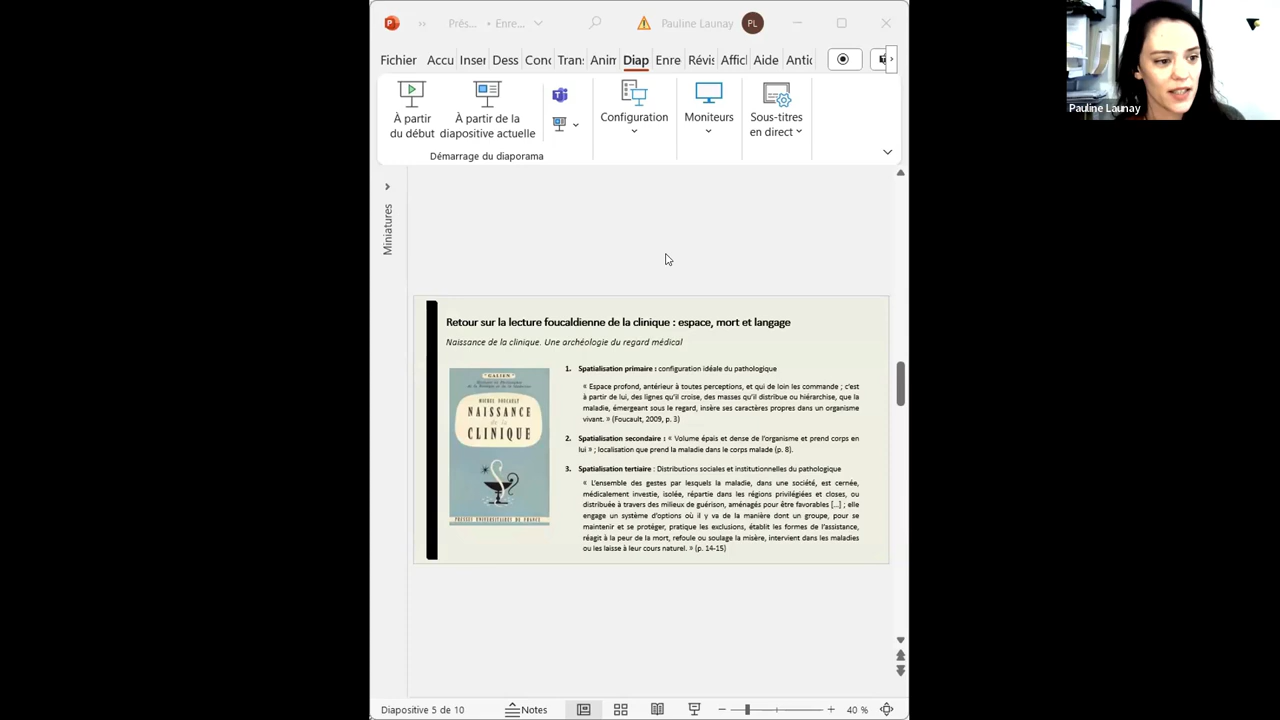 Prés... • Enre...
Pauline Launay PL
Fichier Accu Inser Dess Conc Trans Anim Diap Enre Révis Affich Aide Antic
À partir du début
À partir de la diapositive actuelle
Configuration
Moniteurs
Sous-titres en direct
Démarrage du diaporama
Miniatures
Pauline Launay
Retour sur la lecture foucaldienne de la clinique : espace, mort et langage
Naissance de la clinique. Une archéologie du regard médical
"GALIEN"
MICHEL FOUCAULT
NAISSANCE
de la
CLINIQUE
PRESSES UNIVERSITAIRES DE FRANCE
1. Spatialisation primaire : configuration idéale du pathologique
« Espace profond, antérieur à toutes perceptions, et qui de loin les commande ; c'est
à partir de lui, des lignes qu'il croise, des masses qu'il distribue ou hiérarchise, que la
maladie, émergeant sous le regard, insère ses caractères propres dans un organisme
vivant. » (Foucault, 2009, p. 3)
2. Spatialisation secondaire : « Volume épais et dense de l'organisme et prend corps en
lui » ; localisation que prend la maladie dans le corps malade (p. 8).
3. Spatialisation tertiaire : Distributions sociales et institutionnelles du pathologique
« L'ensemble des gestes par lesquels la maladie, dans une société, est cernée,
médicalement investie, isolée, répartie dans les régions privilégiées et closes, ou
distribuée à travers des milieux de guérison, aménagés pour être favorables [...] ; elle
engage un système d'options où il y va de la manière dont un groupe, pour se
maintenir et se protéger, pratique les exclusions, établit les formes de l'assistance,
réagit à la peur de la mort, refoule ou soulage la misère, intervient dans les maladies
ou les laisse à leur cours naturel. » (p. 14-15)
Diapositive 5 de 10 Notes 40 %